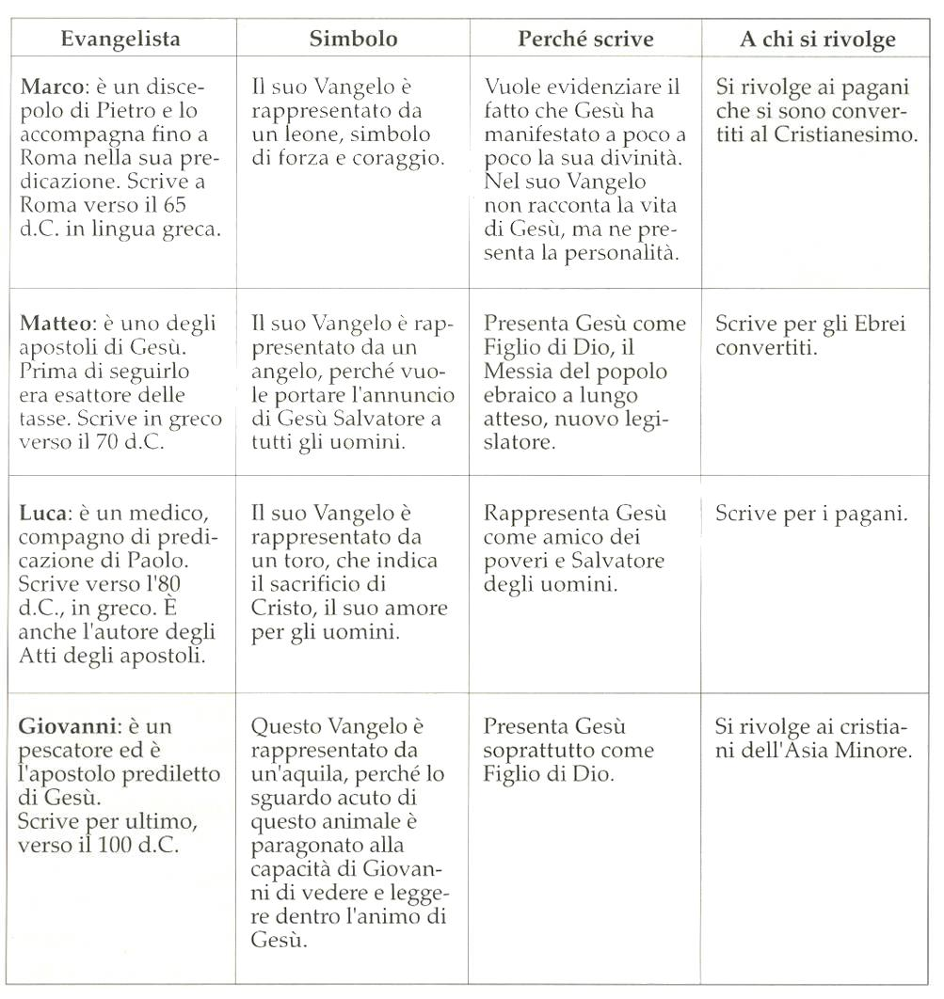 Evangelista
Simbolo
Perché scrive
A chi si rivolge
Marco: è un disce-
polo di Pietro e lo
accompagna fino a
Roma nella sua pre-
dicazione. Scrive a
Roma verso il 65
d.C. in lingua greca.
Il suo Vangelo è
rappresentato da
un leone, simbolo
di forza e coraggio.
Vuole evidenziare il
fatto che Gesù ha
manifestato a poco a
poco la sua divinità.
Nel suo Vangelo
non racconta la vita
di Gesù, ma ne pre-
senta la personalità.
Si rivolge ai pagani
che si sono conver-
titi al Cristianesimo.
Matteo: è uno degli
apostoli di Gesù.
Prima di seguirlo
era esattore delle
tasse. Scrive in greco
verso il 70 d.C.
Il suo Vangelo è rap-
presentato da un
angelo, perché vuo-
le portare l'annuncio
di Gesù Salvatore a
tutti gli uomini.
Presenta Gesù come
Figlio di Dio, il
Messia del popolo
ebraico a lungo
atteso, nuovo legi-
slatore.
Scrive per gli Ebrei
convertiti.
Luca: è un medico,
compagno di predi-
cazione di Paolo.
Scrive verso l'80
d.C., in greco. È
anche l'autore degli
Atti degli apostoli.
Il suo Vangelo è
rappresentato da
un toro, che indica
il sacrificio di
Cristo, il suo amore
per gli uomini.
Rappresenta Gesù
come amico dei
poveri e Salvatore
degli uomini.
Scrive per i pagani.
Giovanni: è un
pescatore ed è
l'apostolo prediletto
di Gesù.
Scrive per ultimo,
verso il 100 d.C.
Questo Vangelo è
rappresentato da
un'aquila, perché lo
sguardo acuto di
questo animale è
paragonato alla
capacità di Giovan-
ni di vedere e legge-
re dentro l'animo di
Gesù.
Presenta Gesù
soprattutto come
Figlio di Dio.
Si rivolge ai cristia-
ni dell'Asia Minore.